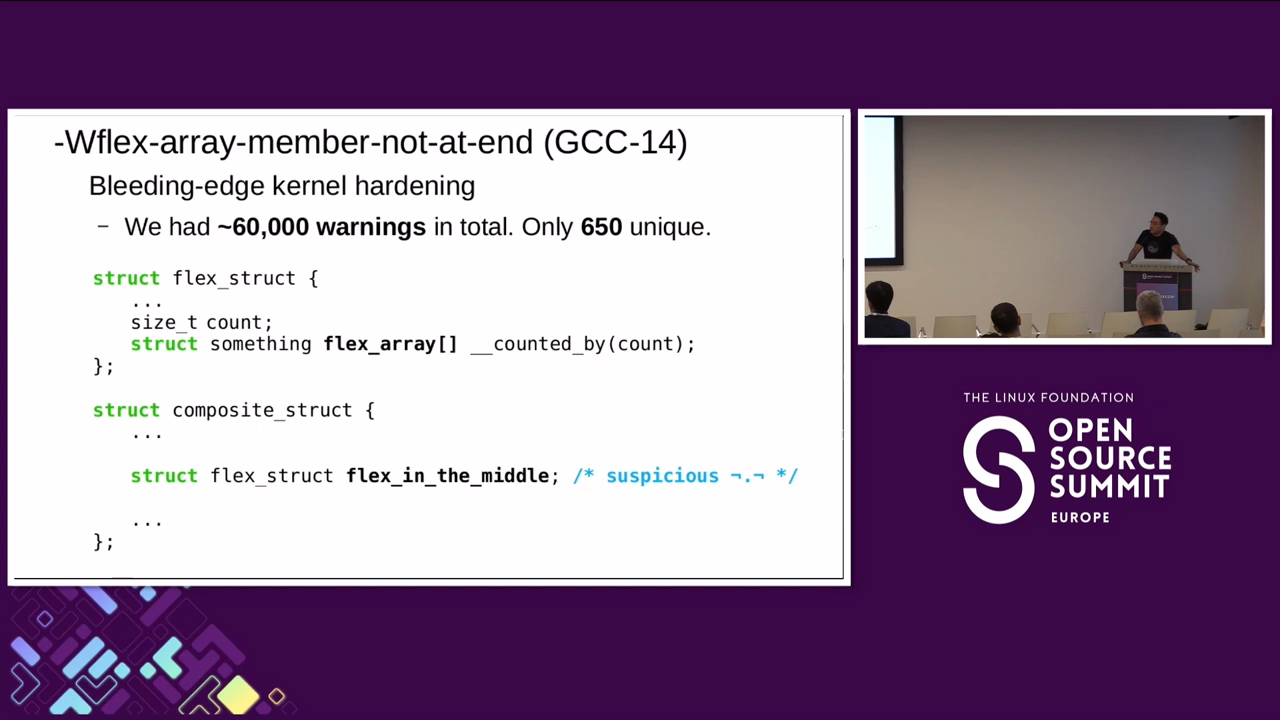 -Wflex-array-member-not-at-end (GCC-14)
Bleeding-edge kernel hardening
– We had ~60,000 warnings in total. Only 650 unique.
struct flex_struct {
...
size_t count;
struct something flex_array[] __counted_by(count);
};
struct composite_struct {
...
struct flex_struct flex_in_the_middle; /* suspicious ¬.¬ */
...
};
THE LINUX FOUNDATION
OPEN
SOURCE
SUMMIT
EUROPE